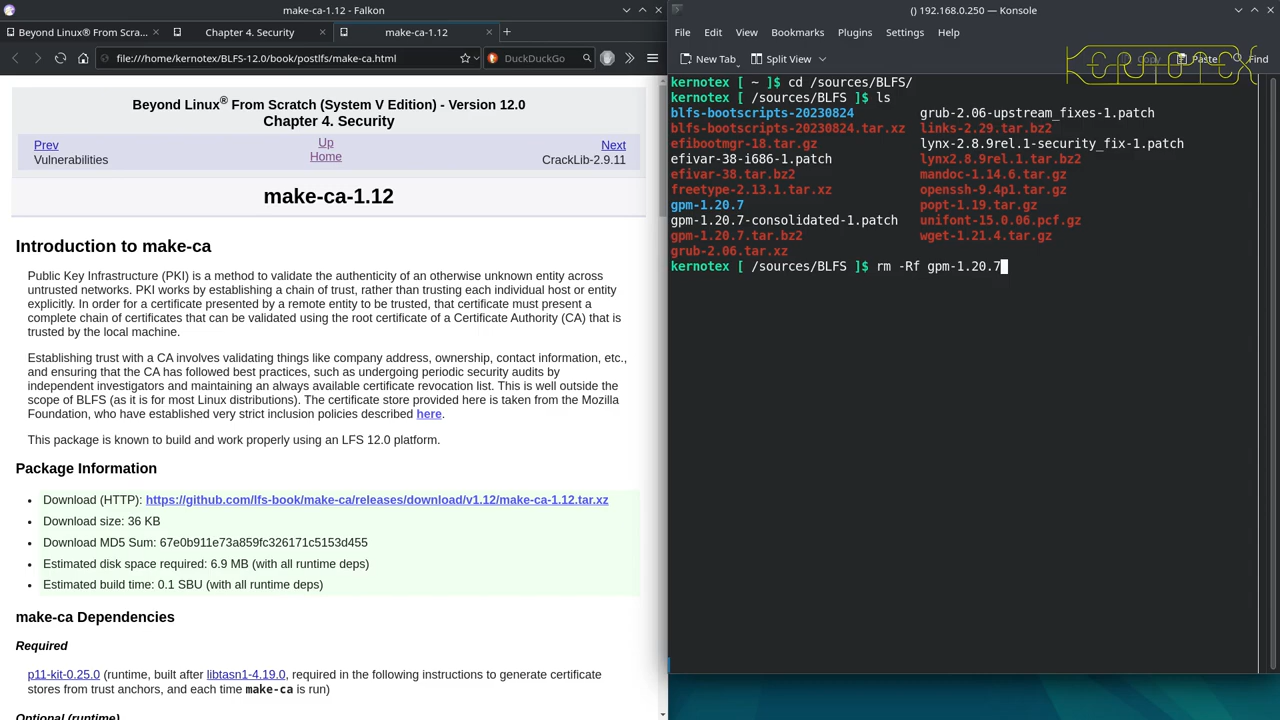 make-ca-1.12 - Falkon
Beyond Linux® From Scra...
Chapter 4. Security
make-ca-1.12
file:///home/kernotex/BLFS-12.0/book/postlfs/make-ca.html
DuckDuckGo
Beyond Linux® From Scratch (System V Edition) - Version 12.0
Chapter 4. Security
Prev
Up
Next
Vulnerabilities
Home
CrackLib-2.9.11
make-ca-1.12
Introduction to make-ca
Public Key Infrastructure (PKI) is a method to validate the authenticity of an otherwise unknown entity across
untrusted networks. PKI works by establishing a chain of trust, rather than trusting each individual host or entity
explicitly. In order for a certificate presented by a remote entity to be trusted, that certificate must present a
complete chain of certificates that can be validated using the root certificate of a Certificate Authority (CA) that is
trusted by the local machine.
Establishing trust with a CA involves validating things like company address, ownership, contact information, etc.,
and ensuring that the CA has followed best practices, such as undergoing periodic security audits by
independent investigators and maintaining an always available certificate revocation list. This is well outside the
scope of BLFS (as it is for most Linux distributions). The certificate store provided here is taken from the Mozilla
Foundation, who have established very strict inclusion policies described here.
This package is known to build and work properly using an LFS 12.0 platform.
Package Information
• Download (HTTP): https://github.com/lfs-book/make-ca/releases/download/v1.12/make-ca-1.12.tar.xz
• Download size: 36 KB
• Download MD5 Sum: 67e0b911e73a859fc326171c5153d455
• Estimated disk space required: 6.9 MB (with all runtime deps)
• Estimated build time: 0.1 SBU (with all runtime deps)
make-ca Dependencies
Required
p11-kit-0.25.0 (runtime, built after libtasn1-4.19.0, required in the following instructions to generate certificate
stores from trust anchors, and each time make-ca is run)
Optional (runtime)
() 192.168.0.250 — Konsole
File Edit View Bookmarks Plugins Settings Help
New Tab Split View Copy Paste Find
KERNOTEX
kernotex [ ~ ]$ cd /sources/BLFS/
kernotex [ /sources/BLFS ]$ ls
blfs-bootscripts-20230824 grub-2.06-upstream_fixes-1.patch
blfs-bootscripts-20230824.tar.xz links-2.29.tar.bz2
efibootmgr-18.tar.gz lynx-2.8.9rel.1-security_fix-1.patch
efivar-38-i686-1.patch lynx2.8.9rel.1.tar.bz2
efivar-38.tar.bz2 mandoc-1.14.6.tar.gz
freetype-2.13.1.tar.xz openssh-9.4p1.tar.gz
gpm-1.20.7 popt-1.19.tar.gz
gpm-1.20.7-consolidated-1.patch unifont-15.0.06.pcf.gz
gpm-1.20.7.tar.bz2 wget-1.21.4.tar.gz
grub-2.06.tar.xz
kernotex [ /sources/BLFS ]$ rm -Rf gpm-1.20.7